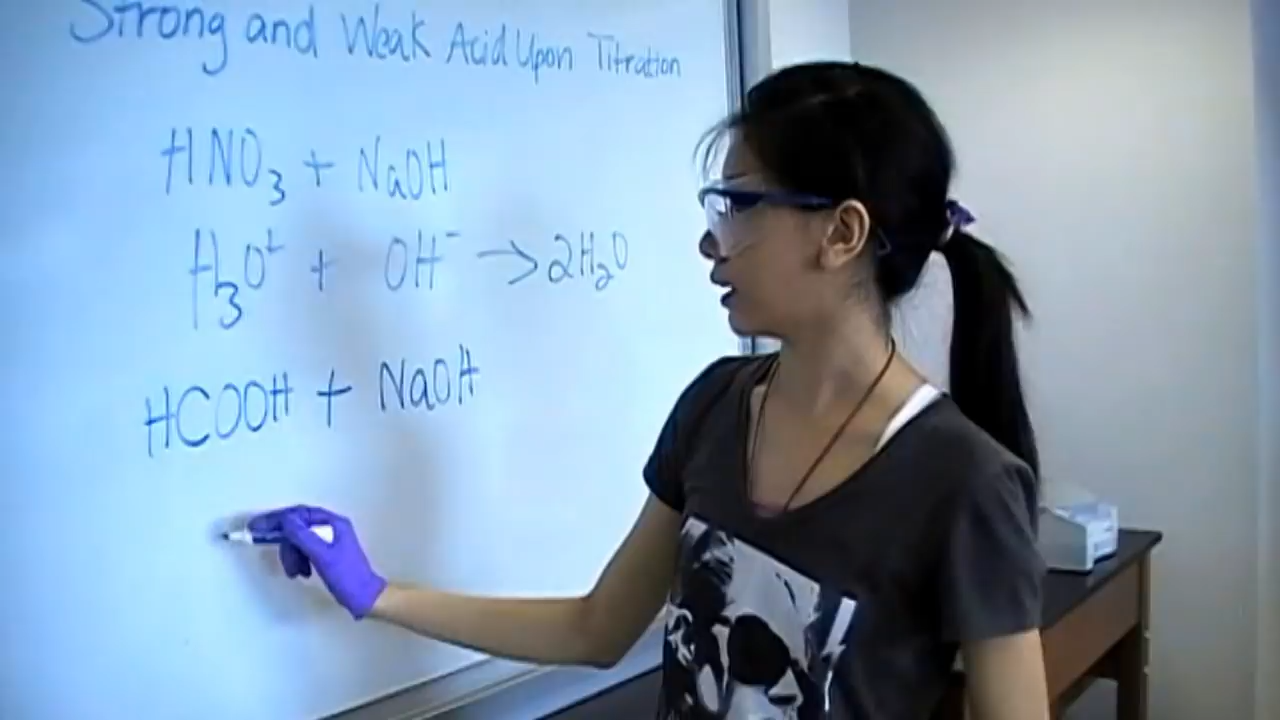 Strong and Weak Acid Upon Titration
HNO₃ + NaOH
H₃O⁺ + OH⁻ → 2H₂O
HCOOH + NaOH